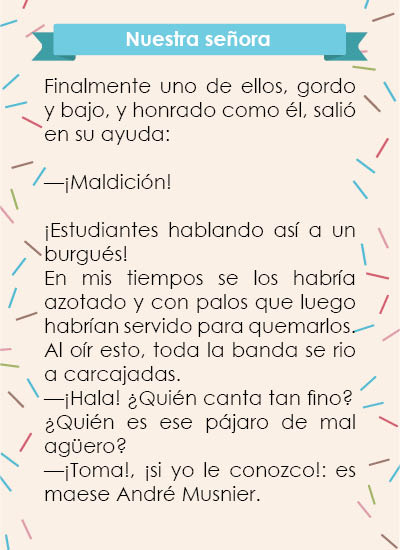 Nuestra señora
Finalmente uno de ellos, gordo
y bajo, y honrado como él, salió
en su ayuda:
—¡Maldición!
¡Estudiantes hablando así a un
burgués!
En mis tiempos se los habría
azotado y con palos que luego
habrían servido para quemarlos.
Al oír esto, toda la banda se rio
a carcajadas.
—¡Hala! ¿Quién canta tan fino?
¿Quién es ese pájaro de mal
agüero?
—¡Toma!, ¡si yo le conozco!: es
maese André Musnier.